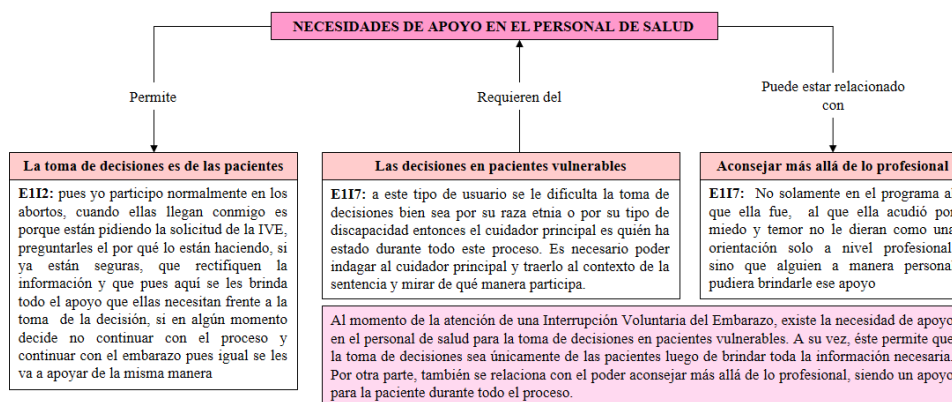 NECESIDADES DE APOYO EN EL PERSONAL DE SALUD
Permite
Requieren del
Puede estar relacionado
con
La toma de decisiones es de las pacientes
E1I2: pues yo participo normalmente en los
abortos, cuando ellas llegan conmigo es
porque están pidiendo la solicitud de la IVE,
preguntarles el por qué lo están haciendo, si
ya están seguras, que rectifiquen la
información y que pues aquí se les brinda
todo el apoyo que ellas necesitan frente a la
toma de la decisión, si en algún momento
decide no continuar con el proceso y
continuar con el embarazo pues igual se les
va a apoyar de la misma manera
Las decisiones en pacientes vulnerables
E1I7: a este tipo de usuario se le dificulta la toma de
decisiones bien sea por su raza etnia o por su tipo de
discapacidad entonces el cuidador principal es quién ha
estado durante todo este proceso. Es necesario poder
indagar al cuidador principal y traerlo al contexto de la
sentencia y mirar de qué manera participa.
Aconsejar más allá de lo profesional
E1I7: No solamente en el programa al
que ella fue, al que ella acudió por
miedo y temor no le dieran como una
orientación solo a nivel profesional,
sino que alguien a manera personal
pudiera brindarle ese apoyo
Al momento de la atención de una Interrupción Voluntaria del Embarazo, existe la necesidad de apoyo
en el personal de salud para la toma de decisiones en pacientes vulnerables. A su vez, éste permite que
la toma de decisiones sea únicamente de las pacientes luego de brindar toda la información necesaria.
Por otra parte, también se relaciona con el poder aconsejar más allá de lo profesional, siendo un apoyo
para la paciente durante todo el proceso.